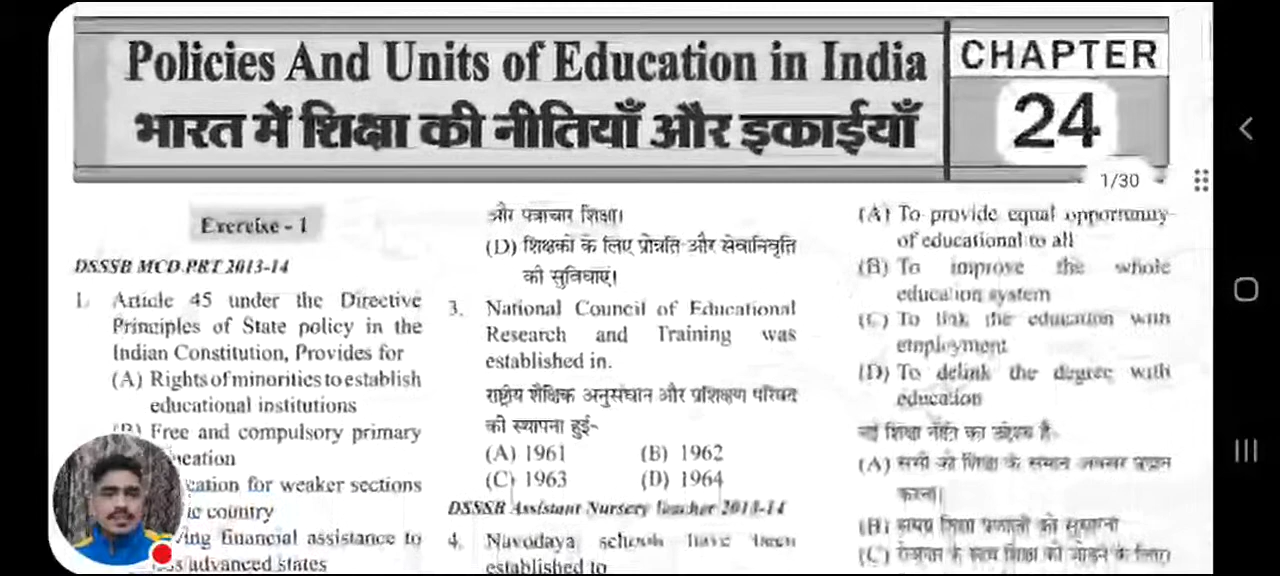 Policies And Units of Education in India
भारत में शिक्षा की नीतियाँ और इकाईयाँ
CHAPTER
24
1/30
Exercise - 1
DSSSB MCD PRT 2013-14
1. Article 45 under the Directive
Principles of State policy in the
Indian Constitution, Provides for
(A) Rights of minorities to establish
educational institutions
Free and compulsory primary
for weaker sections
country
financial assistance to
advanced states
और पत्राचार शिक्षा।
(D) शिक्षकों के लिए प्रोन्नति और सेवानिवृति
की सुविधाएं।
3. National Council of Educational
Research and Training was
established in.
राष्ट्रीय शैक्षिक अनुसंधान और प्रशिक्षण परिषद
की स्थापना हुई-
(A) 1961 (B) 1962
(C) 1963 (D) 1964
DSSSB Assistant Nursery Teacher 2013-14
4. Navodaya schools have been
established to
(A) To provide equal opportunity
of educational to all
(B) To improve the whole
education system
(C) To link the education with
employment
(D) To delink the degree with
education
नई शिक्षा नीति का उद्देश्य है-
(A) सभी को शिक्षा के समान अवसर प्रदान
करना।
(B) समग्र शिक्षा प्रणाली को सुधारना
(C) रोजगार के साथ शिक्षा को जोड़ने के लिए